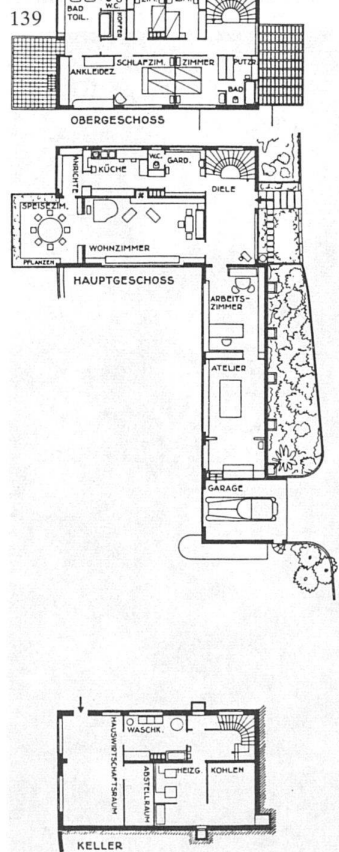 139
BAD
TOIL.
KOFFER
ANKLEIDEZ.
SCHLAFZIM.
ZIMMER
PUTZR.
BAD
OBERGESCHOSS
ANRICHTE
KÜCHE
W.C.
GARD.
DIELE
SPEISEZIM.
WOHNZIMMER
PFLANZEN
HAUPTGESCHOSS
ARBEITS-
ZIMMER
ATELIER
GARAGE
HAUSWIRTSCHAFTSRAUM
WASCHK.
ABSTELLRAUM
HEIZG.
KOHLEN
KELLER